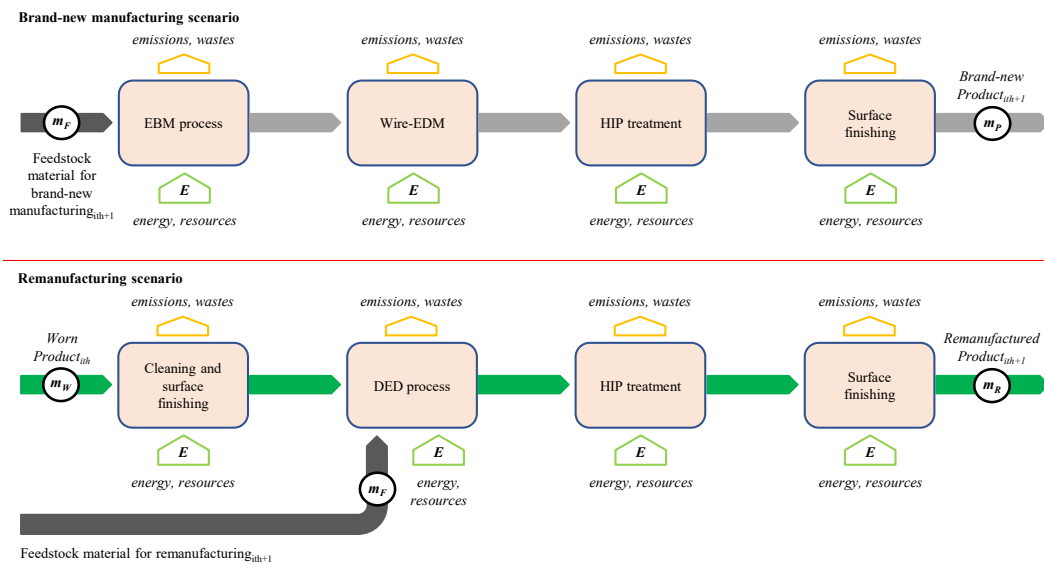 Brand-new manufacturing scenario
emissions, wastes
emissions, wastes
emissions, wastes
emissions, wastes
Brand-new
Product_ith+1
m_F
EBM process
Wire-EDM
HIP treatment
Surface
finishing
m_P
Feedstock
material for
brand-new
manufacturing_ith+1
E
E
E
E
energy, resources
energy, resources
energy, resources
energy, resources
Remanufacturing scenario
emissions, wastes
emissions, wastes
emissions, wastes
emissions, wastes
Worn
Product_ith
Remanufactured
Product_ith+1
m_W
Cleaning and
surface
finishing
DED process
HIP treatment
Surface
finishing
m_R
E
E
E
E
energy, resources
energy,
resources
energy, resources
energy, resources
m_F
Feedstock material for remanufacturing_ith+1